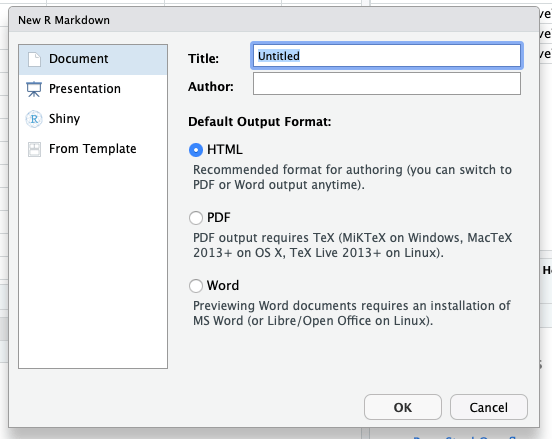 New R Markdown
Document
Presentation
Shiny
From Template
Title: Untitled
Author:
Default Output Format:
HTML
Recommended format for authoring (you can switch to
PDF or Word output anytime).
PDF
PDF output requires TeX (MiKTeX on Windows, MacTeX
2013+ on OS X, TeX Live 2013+ on Linux).
Word
Previewing Word documents requires an installation of
MS Word (or Libre/Open Office on Linux).
OK
Cancel